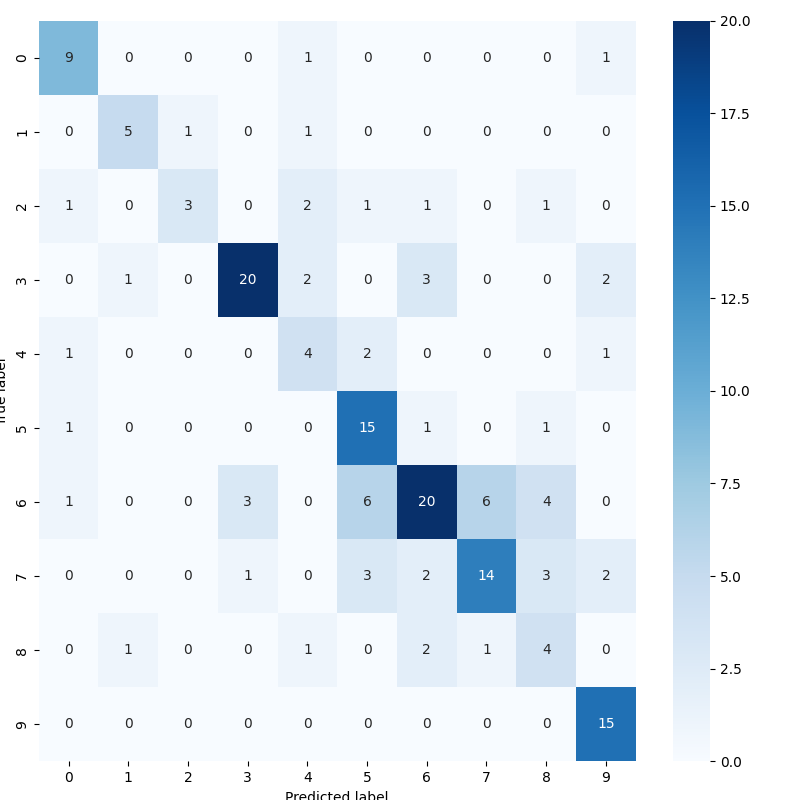 0 9 0 0 0 1 0 0 0 0 1
1 0 5 1 0 1 0 0 0 0 0
2 1 0 3 0 2 1 1 0 1 0
3 0 1 0 20 2 0 3 0 0 2
4 1 0 0 0 4 2 0 0 0 1
5 1 0 0 0 0 15 1 0 1 0
6 1 0 0 3 0 6 20 6 4 0
7 0 0 0 1 0 3 2 14 3 2
8 0 1 0 0 1 0 2 1 4 0
9 0 0 0 0 0 0 0 0 0 15
0 1 2 3 4 5 6 7 8 9
Predicted label
True label
20.0
17.5
15.0
12.5
10.0
7.5
5.0
2.5
0.0